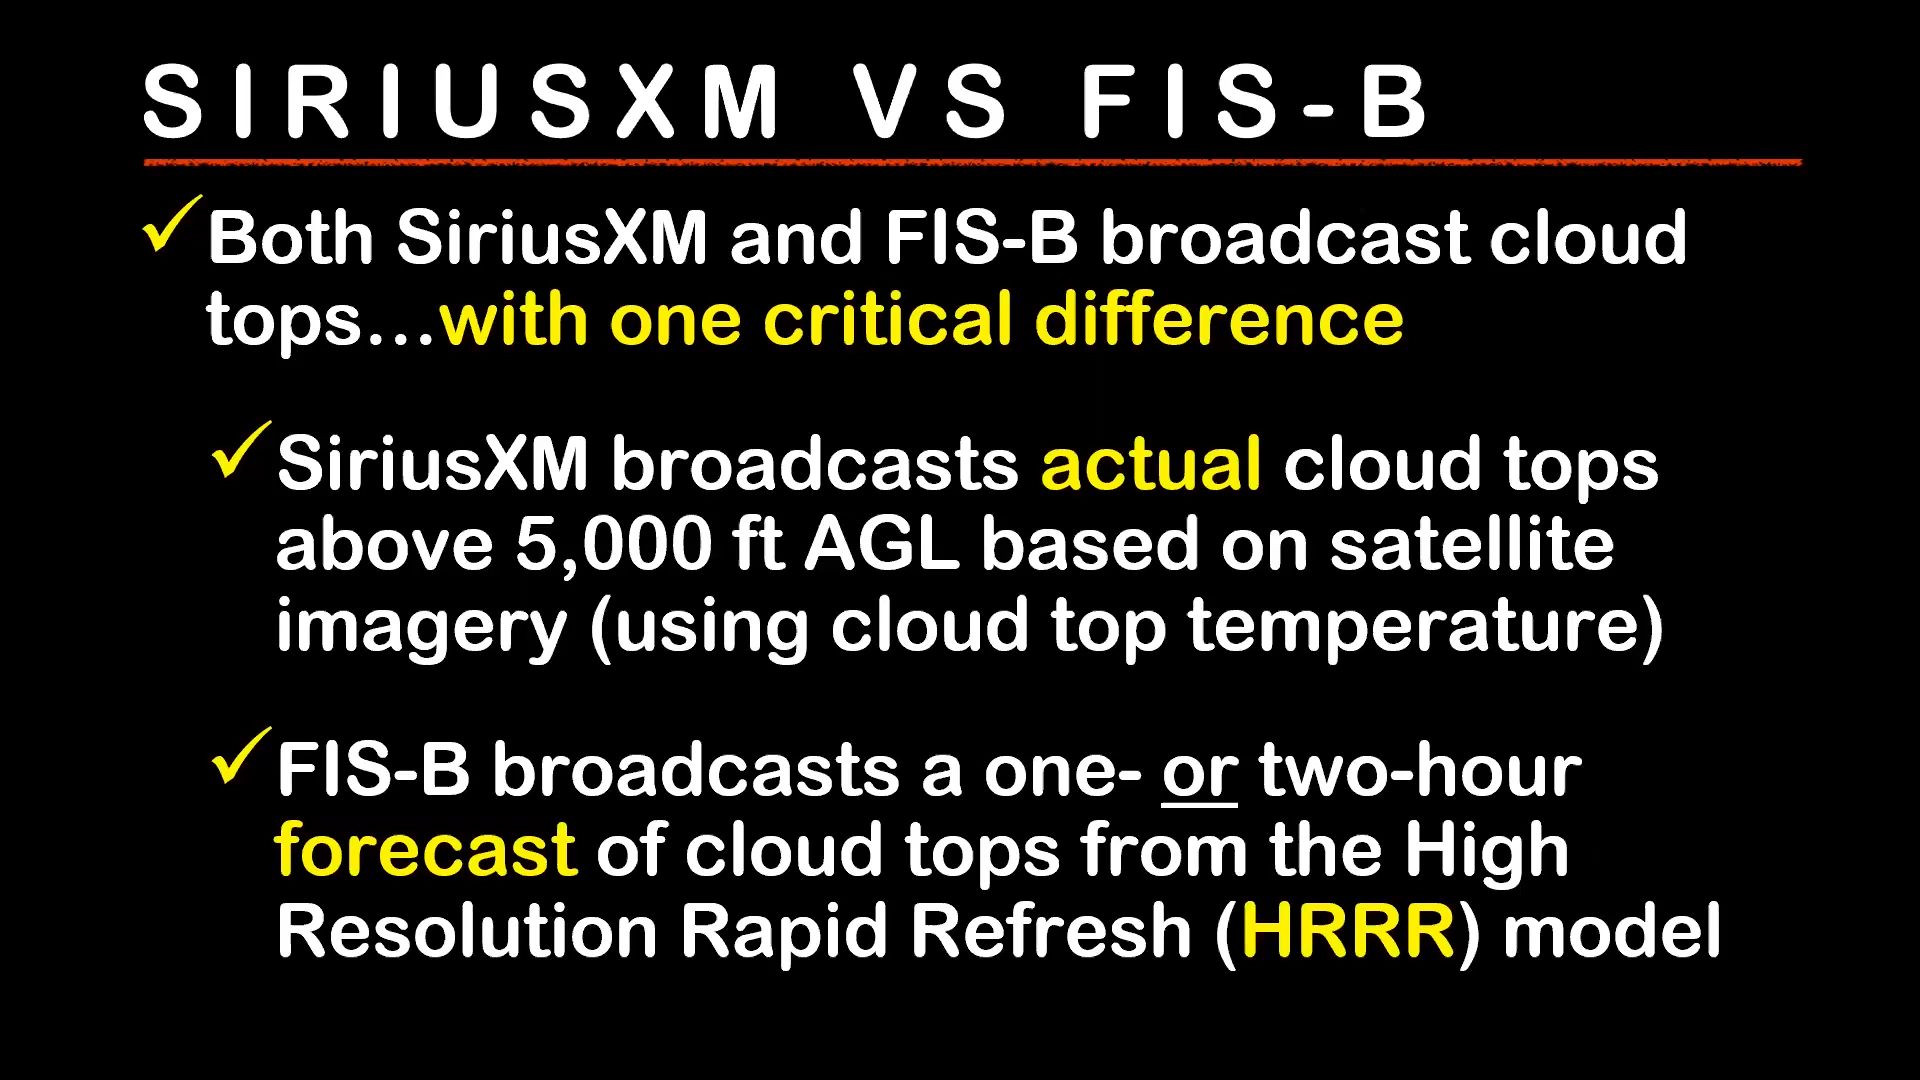 SIRIUSXM VS FIS-B
Both SiriusXM and FIS-B broadcast cloud
tops...with one critical difference
SiriusXM broadcasts actual cloud tops
above 5,000 ft AGL based on satellite
imagery (using cloud top temperature)
FIS-B broadcasts a one- or two-hour
forecast of cloud tops from the High
Resolution Rapid Refresh (HRRR) model